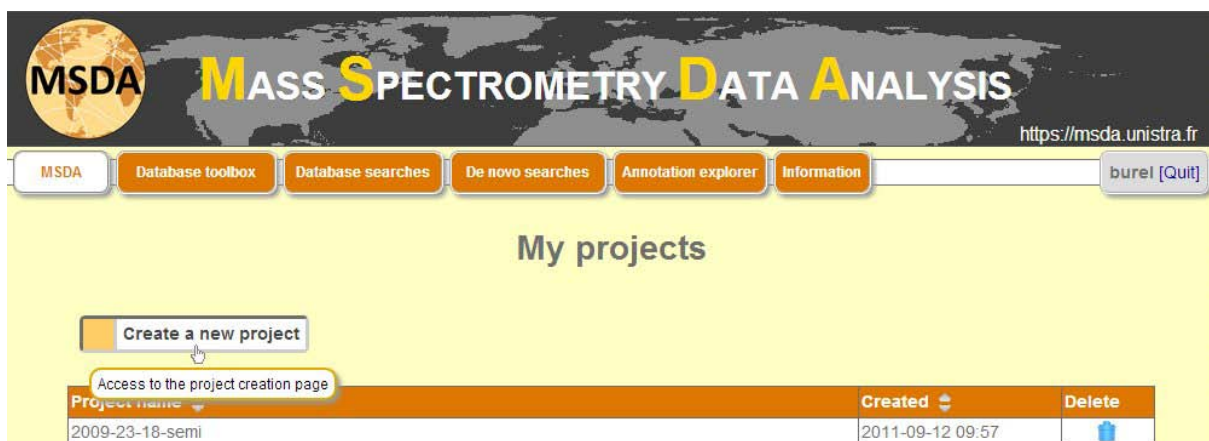 MSDA
MASS SPECTROMETRY DATA ANALYSIS
https://msda.unistra.fr
MSDA Database toolbox Database searches De novo searches Annotation explorer Information burel [Quit]
My projects
Create a new project
Access to the project creation page
Project name Created Delete
2009-23-18-semi 2011-09-12 09:57